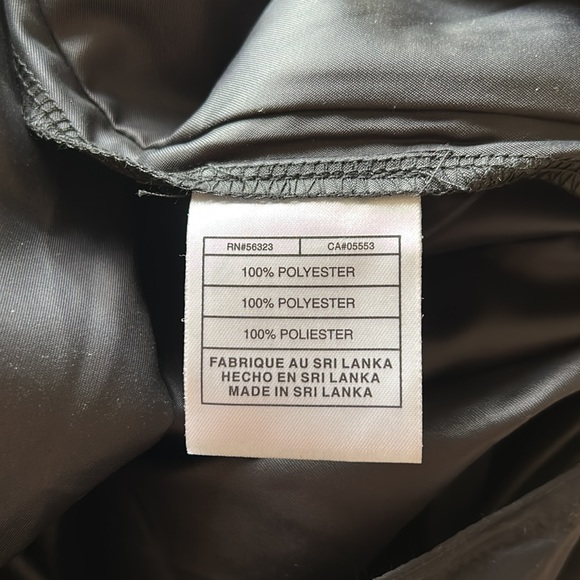 RN#56323 CA#05553
100% POLYESTER
100% POLYESTER
100% POLIESTER
FABRIQUE AU SRI LANKA
HECHO EN SRI LANKA
MADE IN SRI LANKA